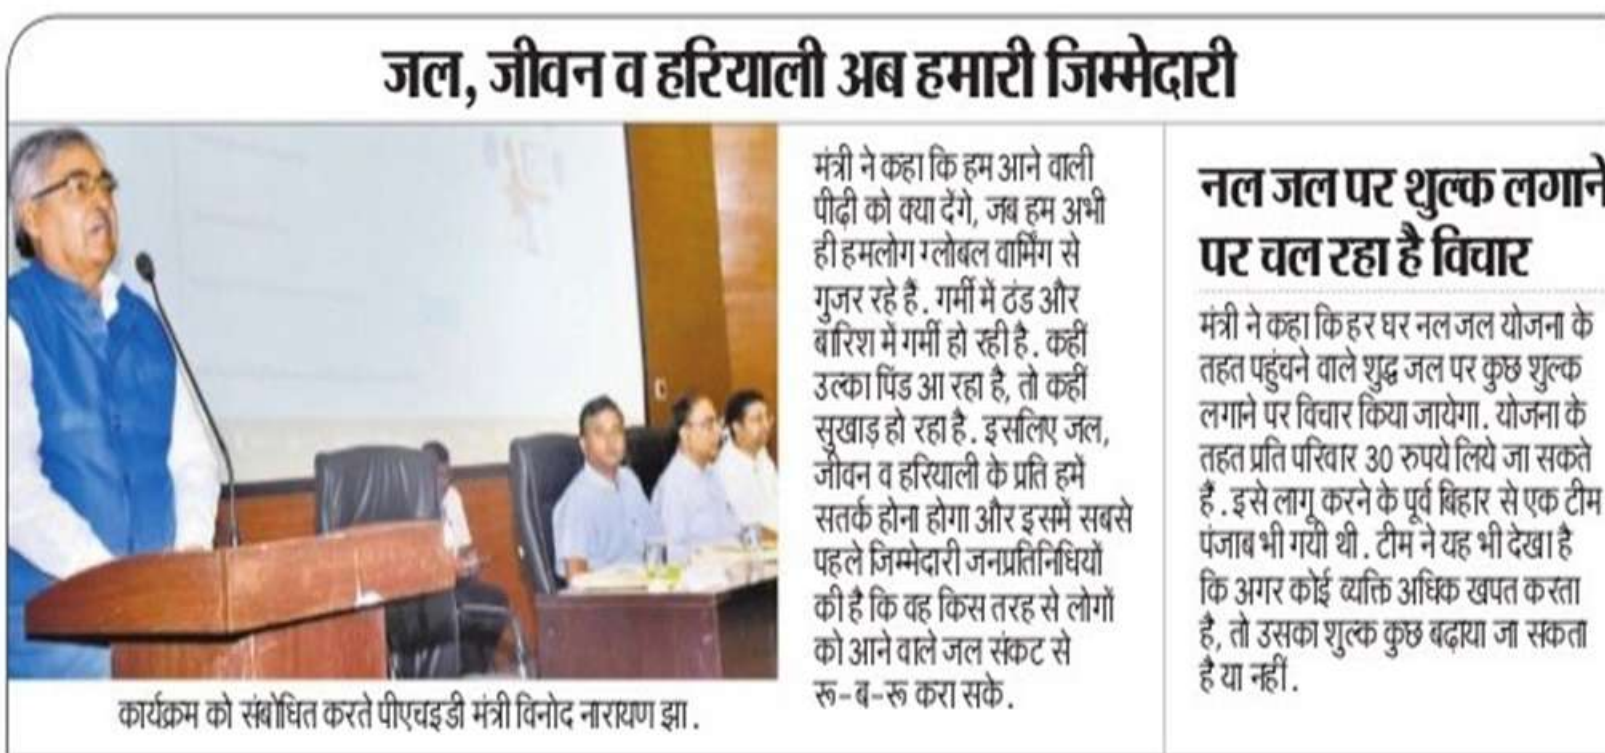 जल, जीवन व हरियाली अब हमारी जिम्मेदारी
मंत्री ने कहा कि हम आने वाली
पीढ़ी को क्या देंगे, जब हम अभी
ही हमलोग ग्लोबल वार्मिंग से
गुजर रहे हैं. गर्मी में ठंड और
बारिश में गर्मी हो रही है. कहीं
उल्का पिंड आ रहा है, तो कहीं
सुखाड़ हो रहा है. इसलिए जल,
जीवन व हरियाली के प्रति हमें
सतर्क होना होगा और इसमें सबसे
पहले जिम्मेदारी जनप्रतिनिधियों
की है कि वह किस तरह से लोगों
को आने वाले जल संकट से
रू-ब-रू करा सके.
कार्यक्रम को संबोधित करते पीएचइडी मंत्री विनोद नारायण झा.
नल जल पर शुल्क लगाने
पर चल रहा है विचार
मंत्री ने कहा कि हर घर नल जल योजना के
तहत पहुंचने वाले शुद्ध जल पर कुछ शुल्क
लगाने पर विचार किया जायेगा. योजना के
तहत प्रति परिवार 30 रुपये लिये जा सकते
हैं. इसे लागू करने के पूर्व बिहार से एक टीम
पंजाब भी गयी थी. टीम ने यह भी देखा है
कि अगर कोई व्यक्ति अधिक खपत करता
है, तो उसका शुल्क कुछ बढ़ाया जा सकता
है या नहीं.